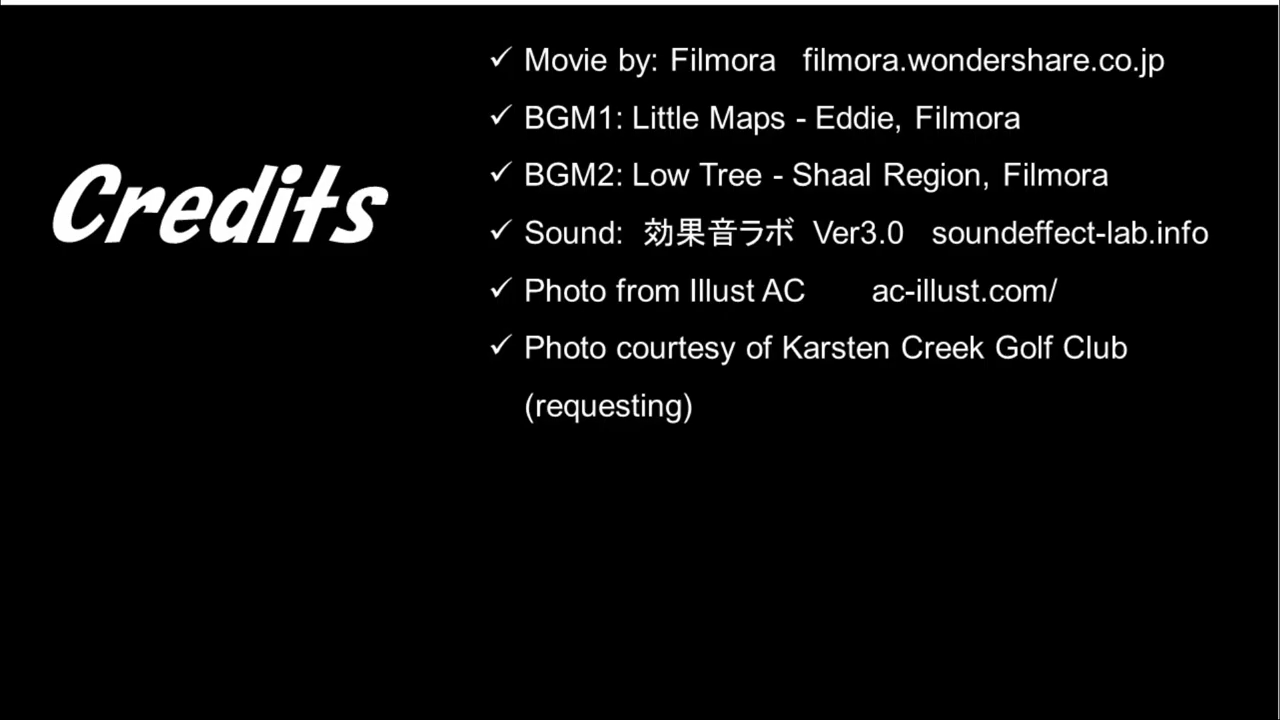 Credits
✓ Movie by: Filmora filmora.wondershare.co.jp
✓ BGM1: Little Maps - Eddie, Filmora
✓ BGM2: Low Tree - Shaal Region, Filmora
✓ Sound: 効果音ラボ Ver3.0 soundeffect-lab.info
✓ Photo from Illust AC ac-illust.com/
✓ Photo courtesy of Karsten Creek Golf Club
(requesting)